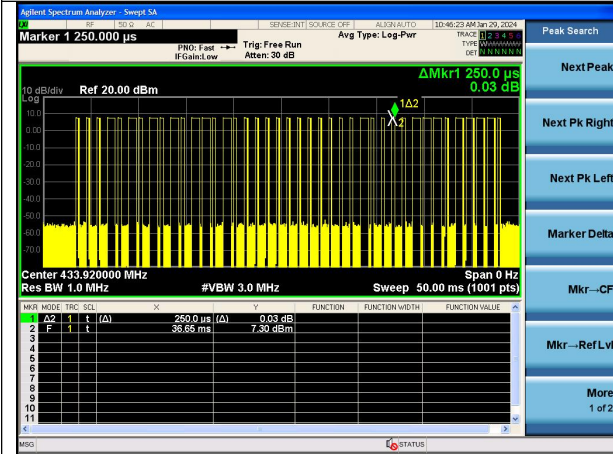 Agilent Spectrum Analyzer - Swept SA
LXI RF 50 Ω AC SENSE:INT SOURCE OFF ALIGN AUTO 10:46:23 AM Jan 29, 2024
Marker 1 250.000 µs
PNO: Fast
IFGain:Low
Trig: Free Run
Atten: 30 dB
Avg Type: Log-Pwr
TRACE 1 2 3 4 5 6
TYPE W
DET N N N N N N
Peak Search
ΔMkr1 250.0 µs
0.03 dB
10 dB/div Ref 20.00 dBm
Log
10.0
0.00
-10.0
-20.0
-30.0
-40.0
-50.0
-60.0
-70.0
1Δ2
X2
Center 433.920000 MHz Span 0 Hz
Res BW 1.0 MHz #VBW 3.0 MHz Sweep 50.00 ms (1001 pts)
MKR MODE TRC SCL X Y FUNCTION FUNCTION WIDTH FUNCTION VALUE
1 Δ2 1 t (Δ) 250.0 µs (Δ) 0.03 dB
2 F 1 t 36.65 ms 7.30 dBm
3
4
5
6
7
8
9
10
11
MSG STATUS
Next Peak
Next Pk Right
Next Pk Left
Marker Delta
Mkr→CF
Mkr→Ref Lvl
More
1 of 2